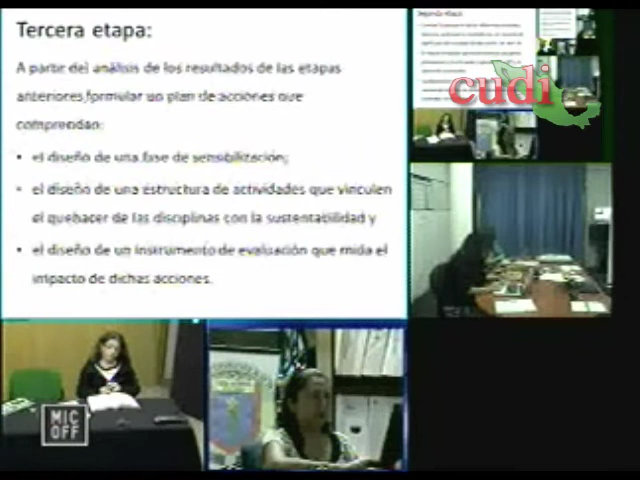 Tercera etapa:
A partir del análisis de los resultados de las etapas
anteriores formular un plan de acciones que
comprendan:
• el diseño de una fase de sensibilización;
• el diseño de una estructura de actividades que vinculen
el quehacer de las disciplinas con la sustentabilidad y
• el diseño de un instrumento de evaluación que mida el
impacto de dichas acciones.
cudi
MIC
OFF